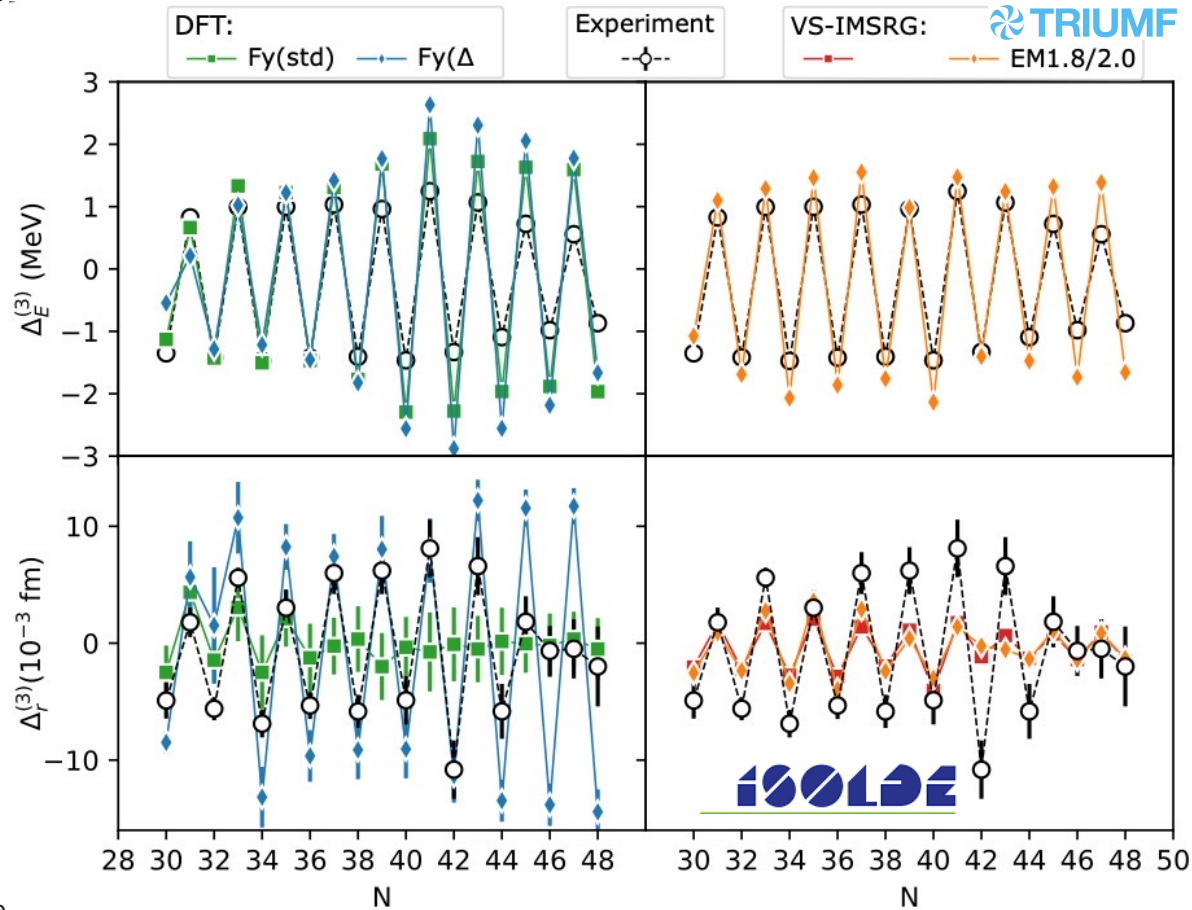 DFT:
Fy(std)
Fy(Δ
Experiment
VS-IMSRG:
EM1.8/2.0
TRIUMF
3
2
1
0
−1
−2
−3
Δ_E^(3) (MeV)
10
0
−10
Δ_r^(3)(10^−3 fm)
ISOLDE
28 30 32 34 36 38 40 42 44 46 48
30 32 34 36 38 40 42 44 46 48 50
N
N